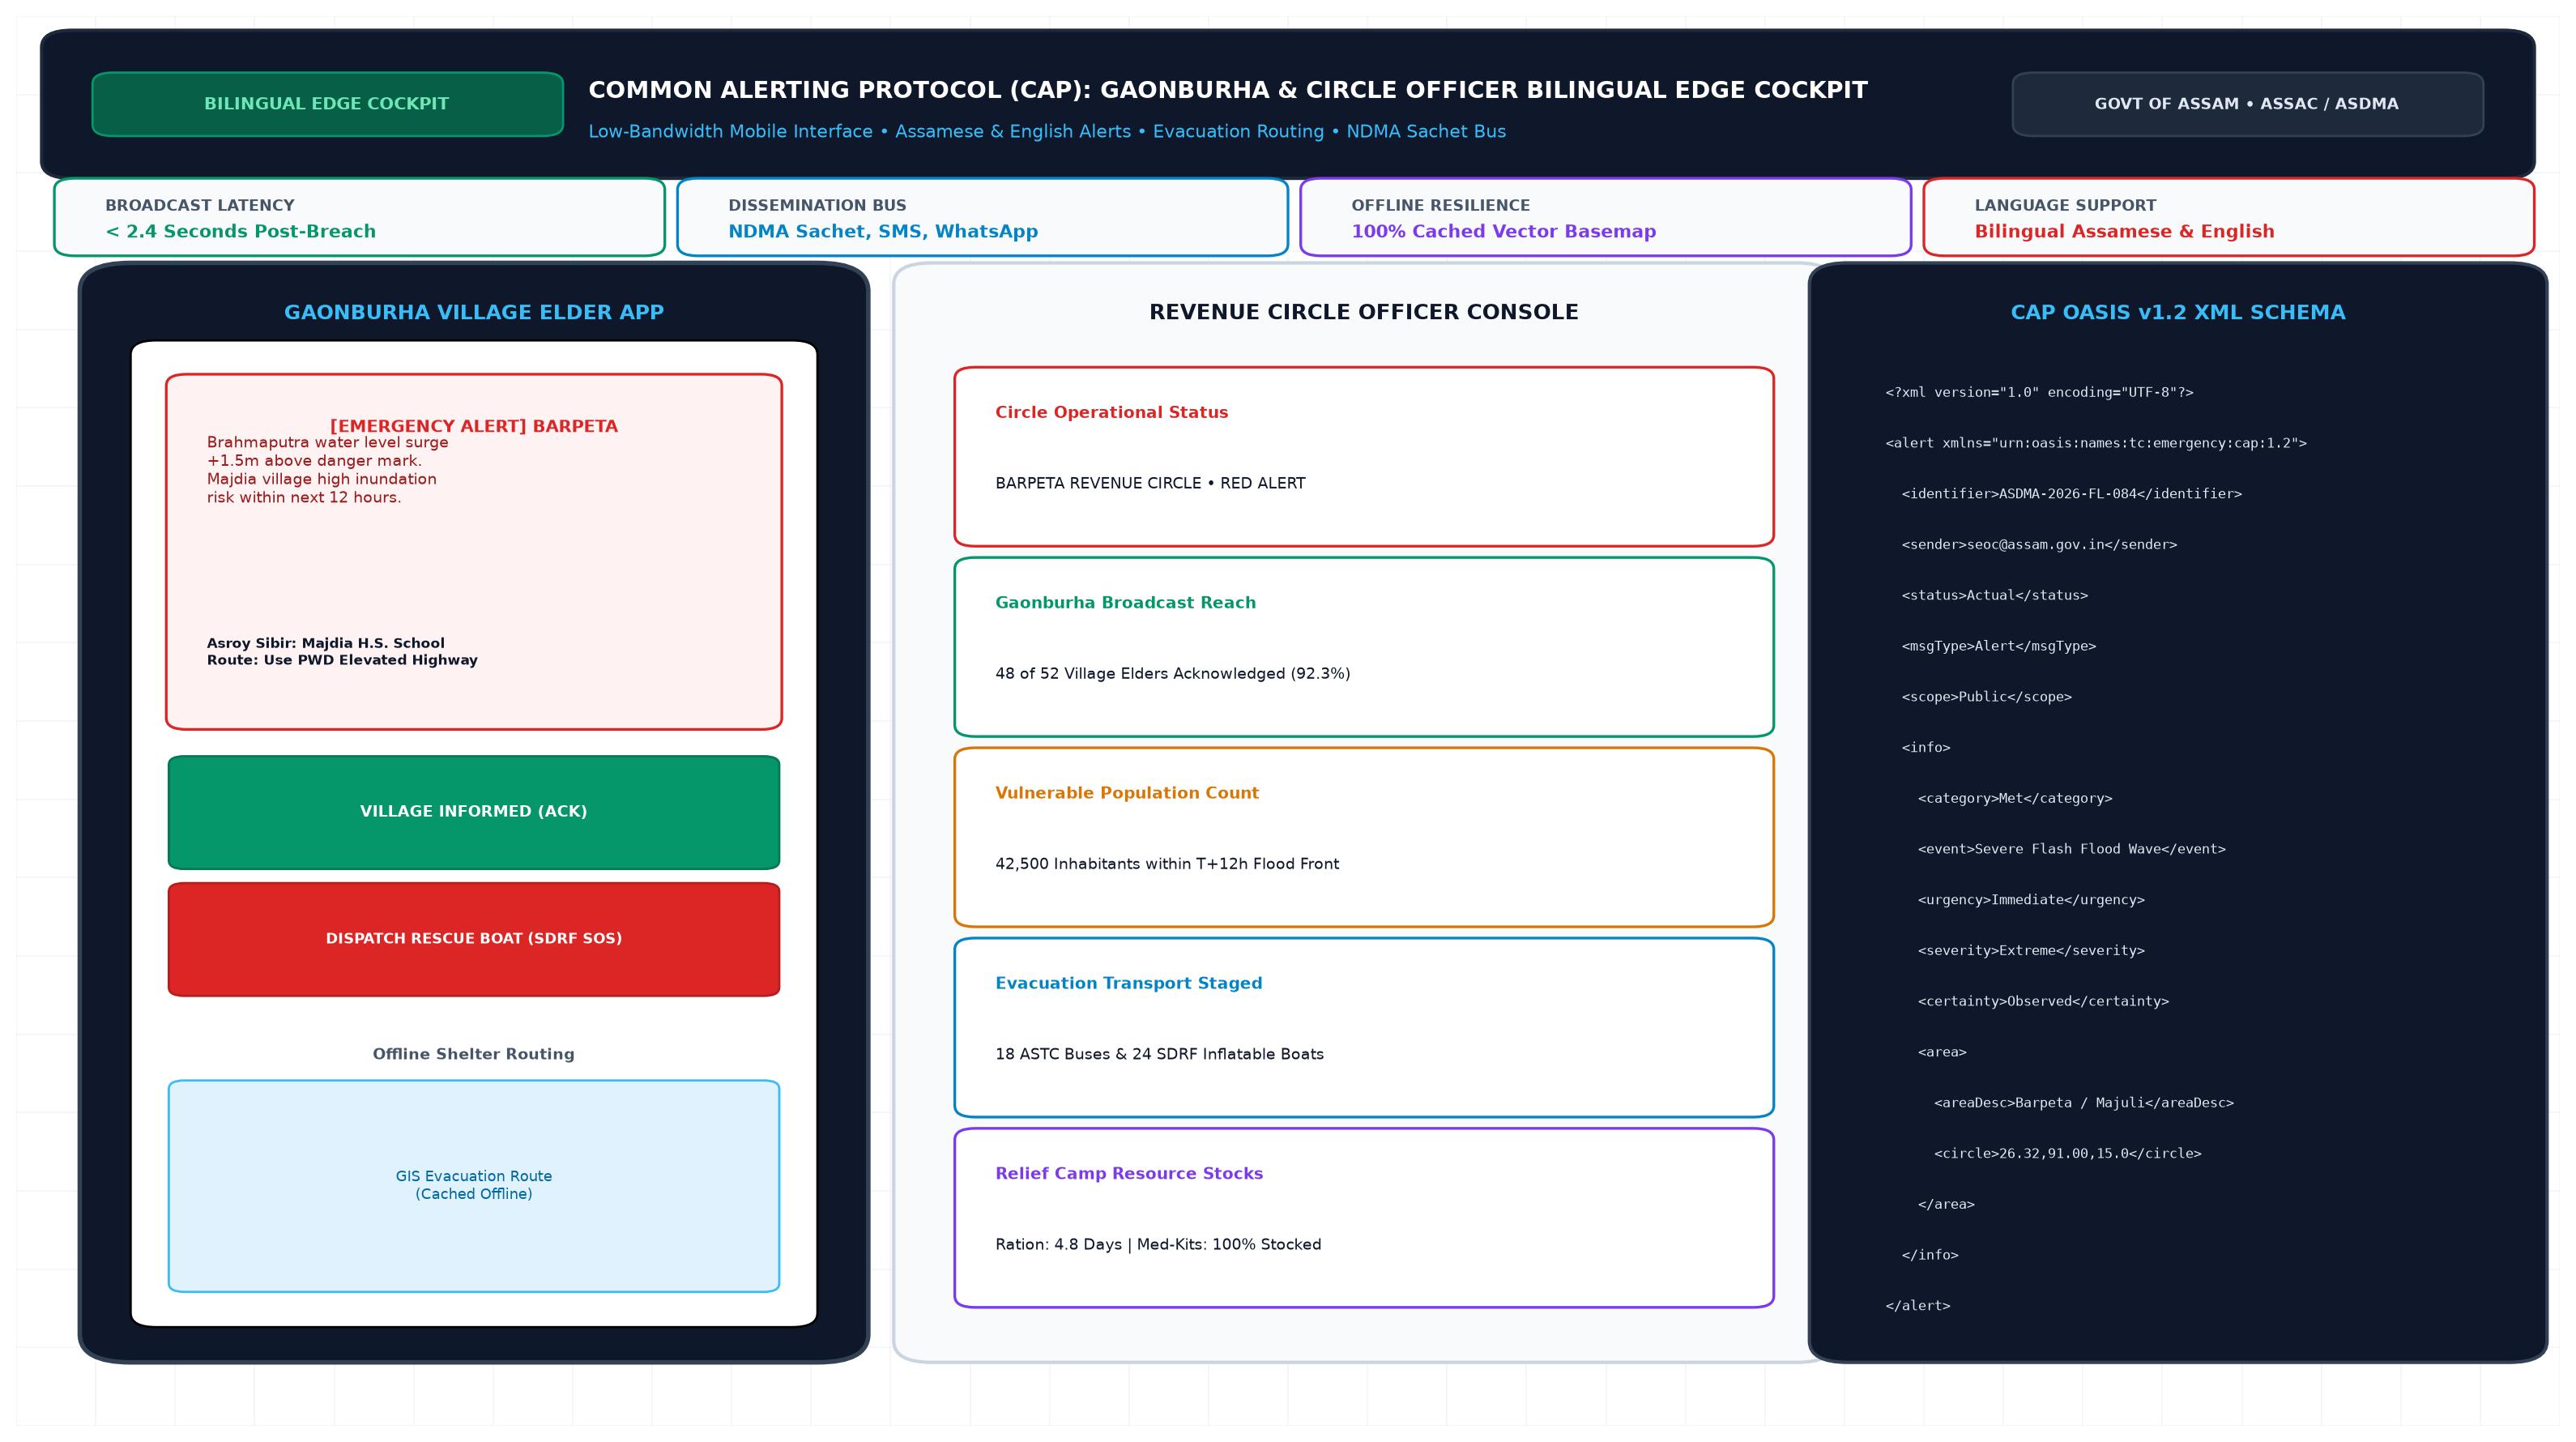 BILINGUAL EDGE COCKPIT
COMMON ALERTING PROTOCOL (CAP): GAONBURHA & CIRCLE OFFICER BILINGUAL EDGE COCKPIT
Low-Bandwidth Mobile Interface • Assamese & English Alerts • Evacuation Routing • NDMA Sachet Bus
GOVT OF ASSAM • ASSAC / ASDMA
BROADCAST LATENCY
< 2.4 Seconds Post-Breach
DISSEMINATION BUS
NDMA Sachet, SMS, WhatsApp
OFFLINE RESILIENCE
100% Cached Vector Basemap
LANGUAGE SUPPORT
Bilingual Assamese & English
GAONBURHA VILLAGE ELDER APP
[EMERGENCY ALERT] BARPETA
Brahmaputra water level surge
+1.5m above danger mark.
Majdia village high inundation
risk within next 12 hours.
Asroy Sibir: Majdia H.S. School
Route: Use PWD Elevated Highway
VILLAGE INFORMED (ACK)
DISPATCH RESCUE BOAT (SDRF SOS)
Offline Shelter Routing
GIS Evacuation Route
(Cached Offline)
REVENUE CIRCLE OFFICER CONSOLE
Circle Operational Status
BARPETA REVENUE CIRCLE • RED ALERT
Gaonburha Broadcast Reach
48 of 52 Village Elders Acknowledged (92.3%)
Vulnerable Population Count
42,500 Inhabitants within T+12h Flood Front
Evacuation Transport Staged
18 ASTC Buses & 24 SDRF Inflatable Boats
Relief Camp Resource Stocks
Ration: 4.8 Days | Med-Kits: 100% Stocked
CAP OASIS v1.2 XML SCHEMA
<?xml version="1.0" encoding="UTF-8"?>
<alert xmlns="urn:oasis:names:tc:emergency:cap:1.2">
<identifier>ASDMA-2026-FL-084</identifier>
<sender>seoc@assam.gov.in</sender>
<status>Actual</status>
<msgType>Alert</msgType>
<scope>Public</scope>
<info>
<category>Met</category>
<event>Severe Flash Flood Wave</event>
<urgency>Immediate</urgency>
<severity>Extreme</severity>
<certainty>Observed</certainty>
<area>
<areaDesc>Barpeta / Majuli</areaDesc>
<circle>26.32,91.00,15.0</circle>
</area>
</info>
</alert>